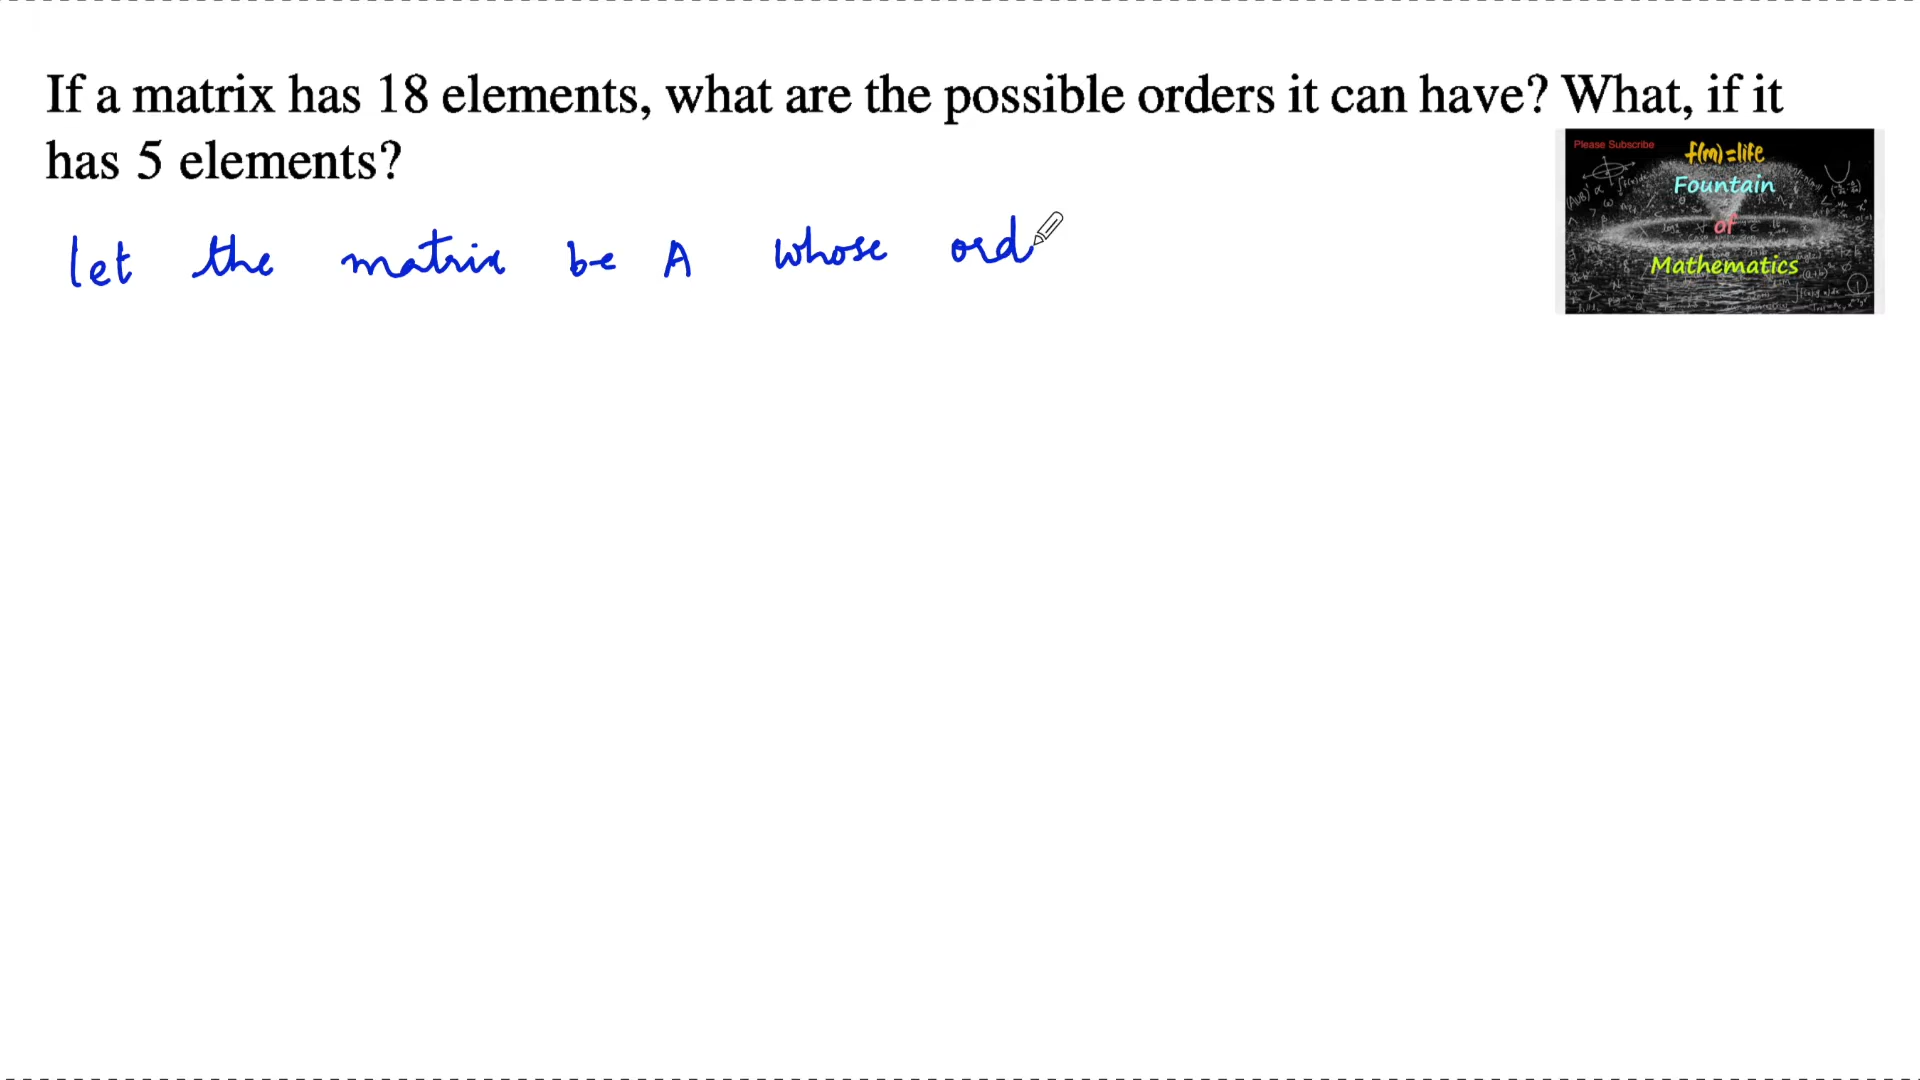 If a matrix has 18 elements, what are the possible orders it can have? What, if it
has 5 elements?
Please Subscribe
f(m)=life
Fountain
of
Mathematics
let the matrix be A whose ord